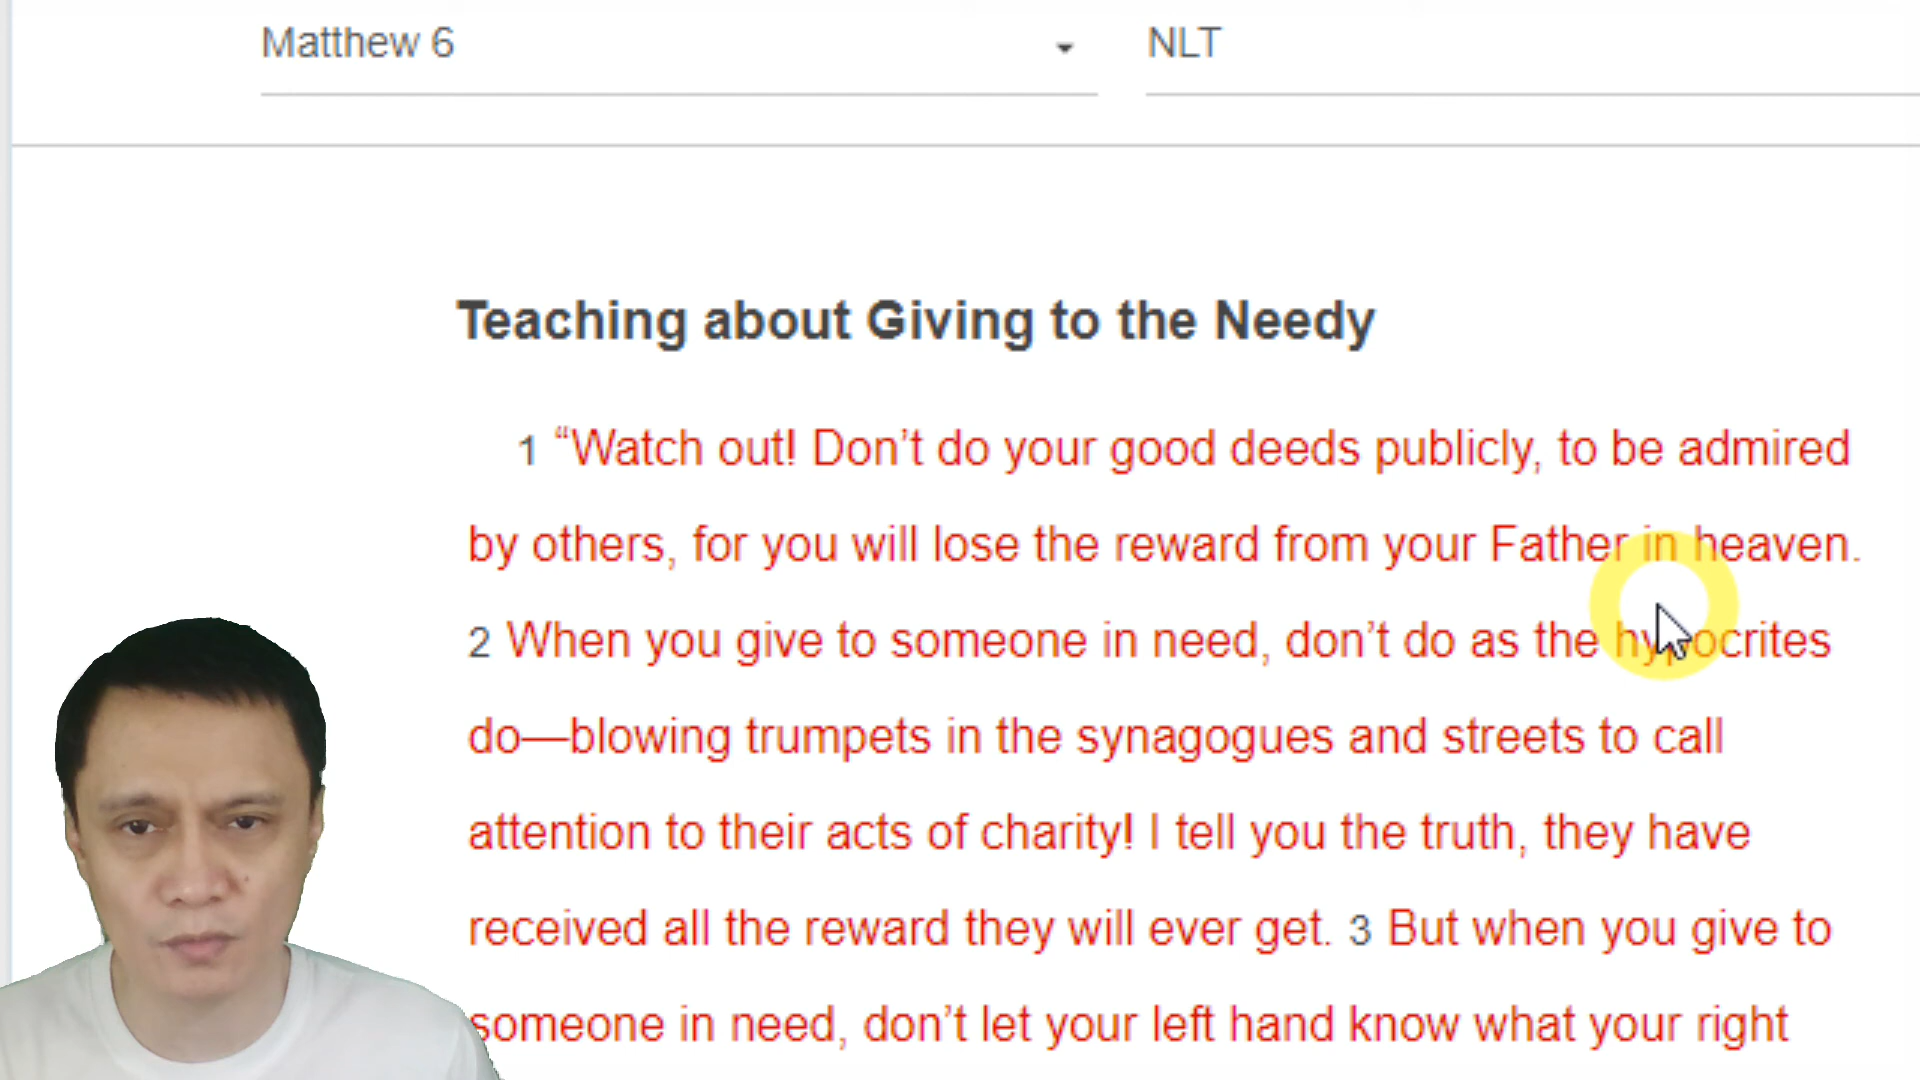 Matthew 6
NLT
Teaching about Giving to the Needy
1 “Watch out! Don’t do your good deeds publicly, to be admired
by others, for you will lose the reward from your Father in heaven.
2 When you give to someone in need, don’t do as the hypocrites
do—blowing trumpets in the synagogues and streets to call
attention to their acts of charity! I tell you the truth, they have
received all the reward they will ever get. 3 But when you give to
someone in need, don’t let your left hand know what your right